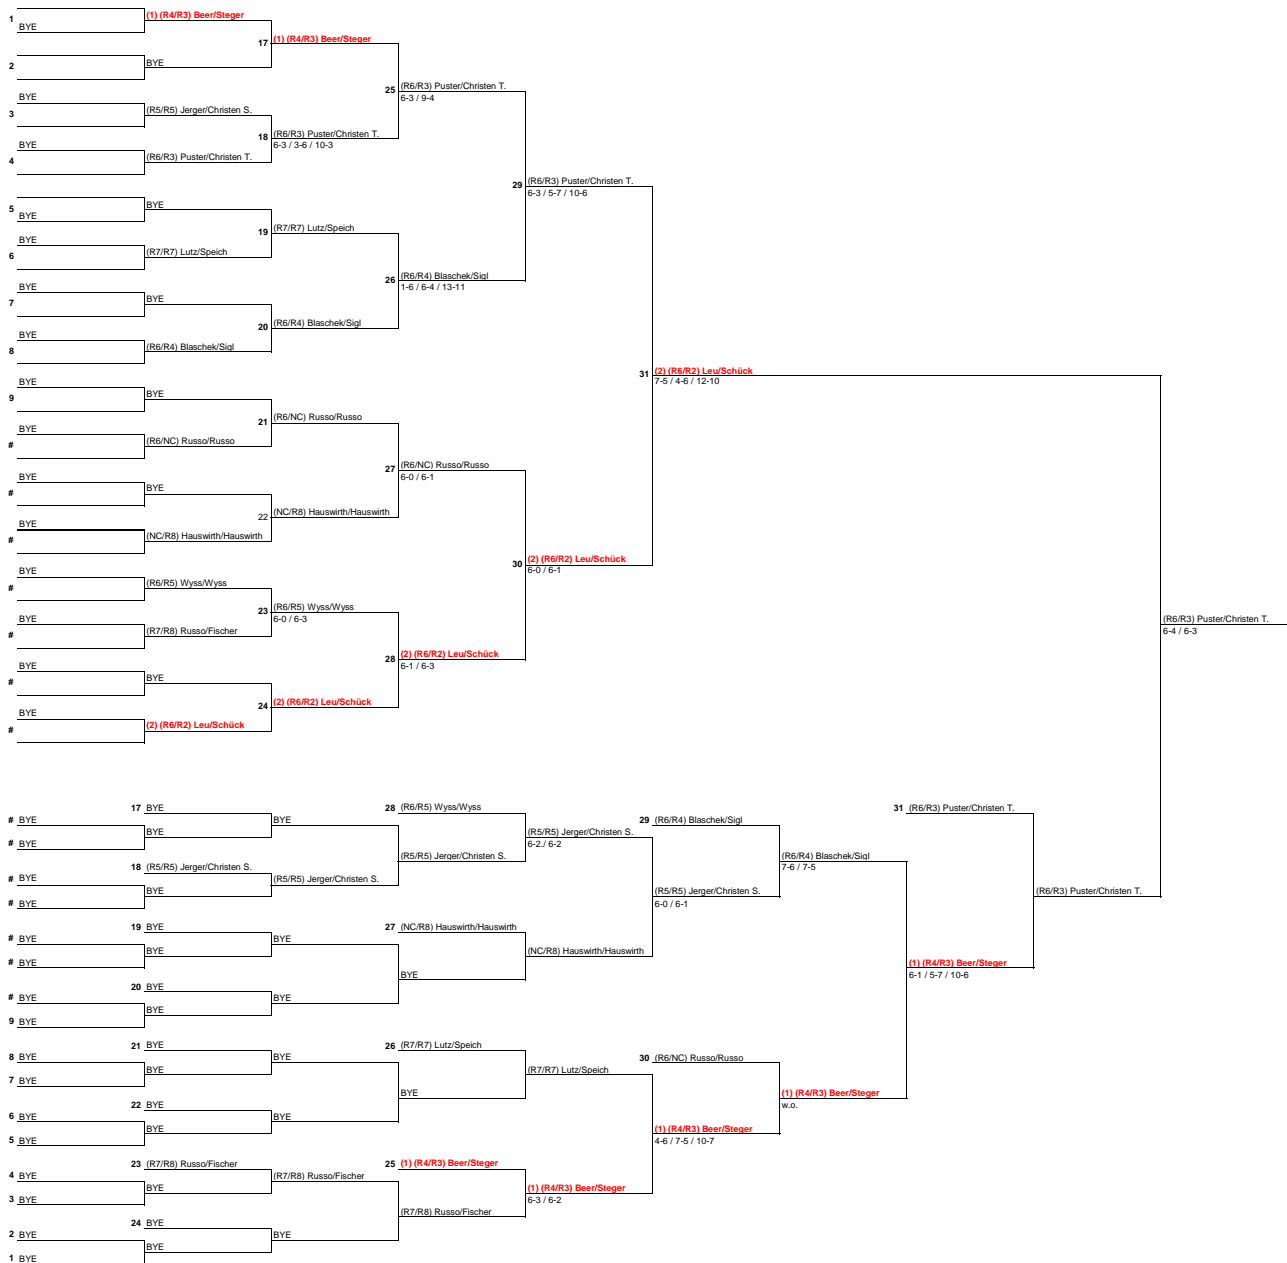 1
(1) (R4/R3) Beer/Steger
BYE
17 (1) (R4/R3) Beer/Steger
2
BYE
25 (R6/R3) Puster/Christen T.
6-3 / 9-4
BYE
3
(R5/R5) Jerger/Christen S.
18 (R6/R3) Puster/Christen T.
6-3 / 3-6 / 10-3
BYE
4
(R6/R3) Puster/Christen T.
29 (R6/R3) Puster/Christen T.
6-3 / 5-7 / 10-6
5
BYE
BYE
19 (R7/R7) Lutz/Speich
BYE
6
(R7/R7) Lutz/Speich
26 (R6/R4) Blaschek/Sigl
1-6 / 6-4 / 13-11
BYE
7
BYE
20 (R6/R4) Blaschek/Sigl
BYE
8
(R6/R4) Blaschek/Sigl
31 (2) (R6/R2) Leu/Schück
7-5 / 4-6 / 12-10
BYE
9
BYE
21 (R6/NC) Russo/Russo
BYE
#
(R6/NC) Russo/Russo
27 (R6/NC) Russo/Russo
6-0 / 6-1
BYE
#
BYE
22 (NC/R8) Hauswirth/Hauswirth
BYE
#
(NC/R8) Hauswirth/Hauswirth
30 (2) (R6/R2) Leu/Schück
6-0 / 6-1
BYE
#
(R6/R5) Wyss/Wyss
23 (R6/R5) Wyss/Wyss
6-0 / 6-3
BYE
#
(R7/R8) Russo/Fischer
(R6/R3) Puster/Christen T.
6-4 / 6-3
28 (2) (R6/R2) Leu/Schück
6-1 / 6-3
BYE
#
BYE
24 (2) (R6/R2) Leu/Schück
BYE
#
(2) (R6/R2) Leu/Schück
17 BYE
28 (R6/R5) Wyss/Wyss
31 (R6/R3) Puster/Christen T.
# BYE
BYE
29 (R6/R4) Blaschek/Sigl
BYE
(R5/R5) Jerger/Christen S.
6-2./ 6-2
# BYE
(R5/R5) Jerger/Christen S.
(R6/R4) Blaschek/Sigl
7-6 / 7-5
18 (R5/R5) Jerger/Christen S.
# BYE
(R5/R5) Jerger/Christen S.
BYE
(R5/R5) Jerger/Christen S.
6-0 / 6-1
(R6/R3) Puster/Christen T.
# BYE
19 BYE
27 (NC/R8) Hauswirth/Hauswirth
# BYE
BYE
BYE
(NC/R8) Hauswirth/Hauswirth
# BYE
(1) (R4/R3) Beer/Steger
6-1 / 5-7 / 10-6
BYE
20 BYE
# BYE
BYE
BYE
9 BYE
21 BYE
26 (R7/R7) Lutz/Speich
8 BYE
BYE
30 (R6/NC) Russo/Russo
BYE
(R7/R7) Lutz/Speich
7 BYE
BYE
(1) (R4/R3) Beer/Steger
w.o.
22 BYE
6 BYE
BYE
BYE
(1) (R4/R3) Beer/Steger
4-6 / 7-5 / 10-7
5 BYE
23 (R7/R8) Russo/Fischer
25 (1) (R4/R3) Beer/Steger
4 BYE
(R7/R8) Russo/Fischer
BYE
(1) (R4/R3) Beer/Steger
6-3 / 6-2
3 BYE
(R7/R8) Russo/Fischer
24 BYE
2 BYE
BYE
BYE
1 BYE